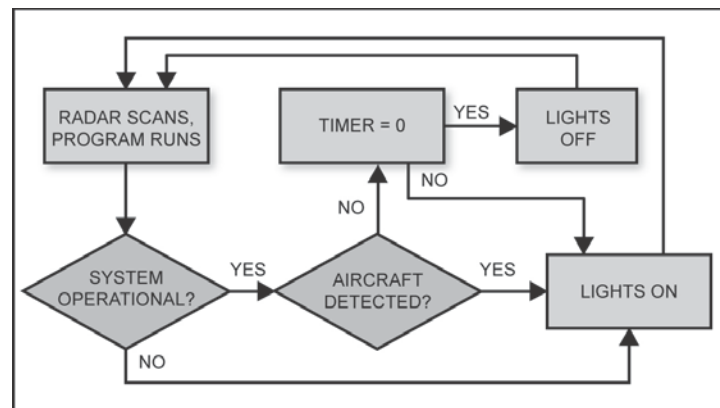 RADAR SCANS,
PROGRAM RUNS
TIMER = 0
YES
LIGHTS
OFF
NO
NO
SYSTEM
OPERATIONAL?
YES
AIRCRAFT
DETECTED?
YES
LIGHTS ON
NO